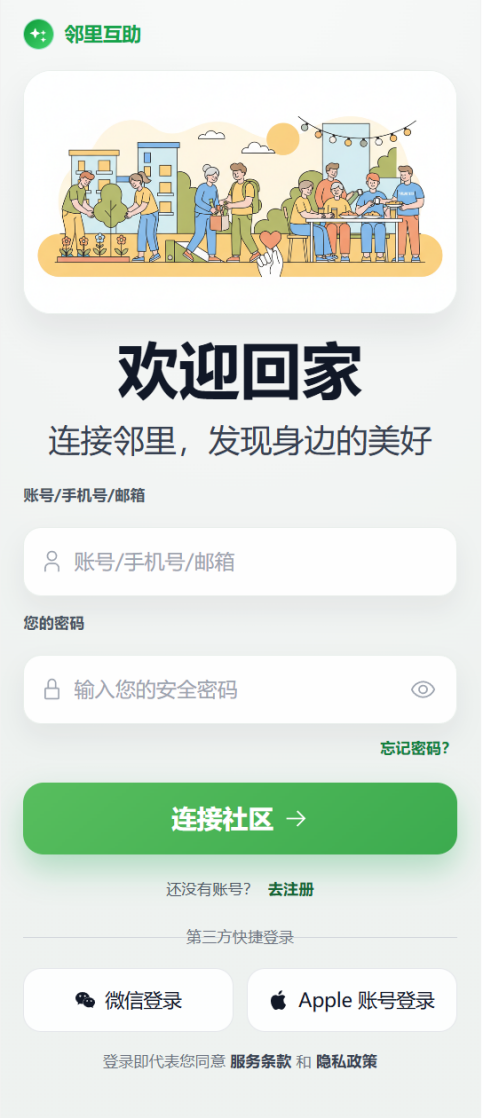 邻里互助
欢迎回家
连接邻里，发现身边的美好
账号/手机号/邮箱
账号/手机号/邮箱
您的密码
输入您的安全密码
忘记密码？
连接社区 →
还没有账号？ 去注册
第三方快捷登录
微信登录
Apple 账号登录
登录即代表您同意 服务条款 和 隐私政策